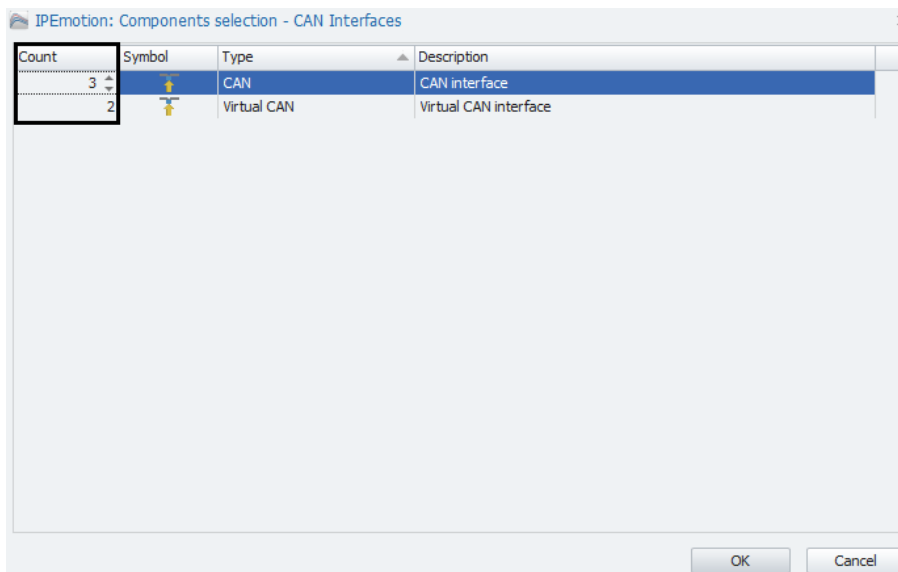 IPEmotion: Components selection - CAN Interfaces
Count Symbol Type Description
3 CAN CAN interface
2 Virtual CAN Virtual CAN interface
OK Cancel